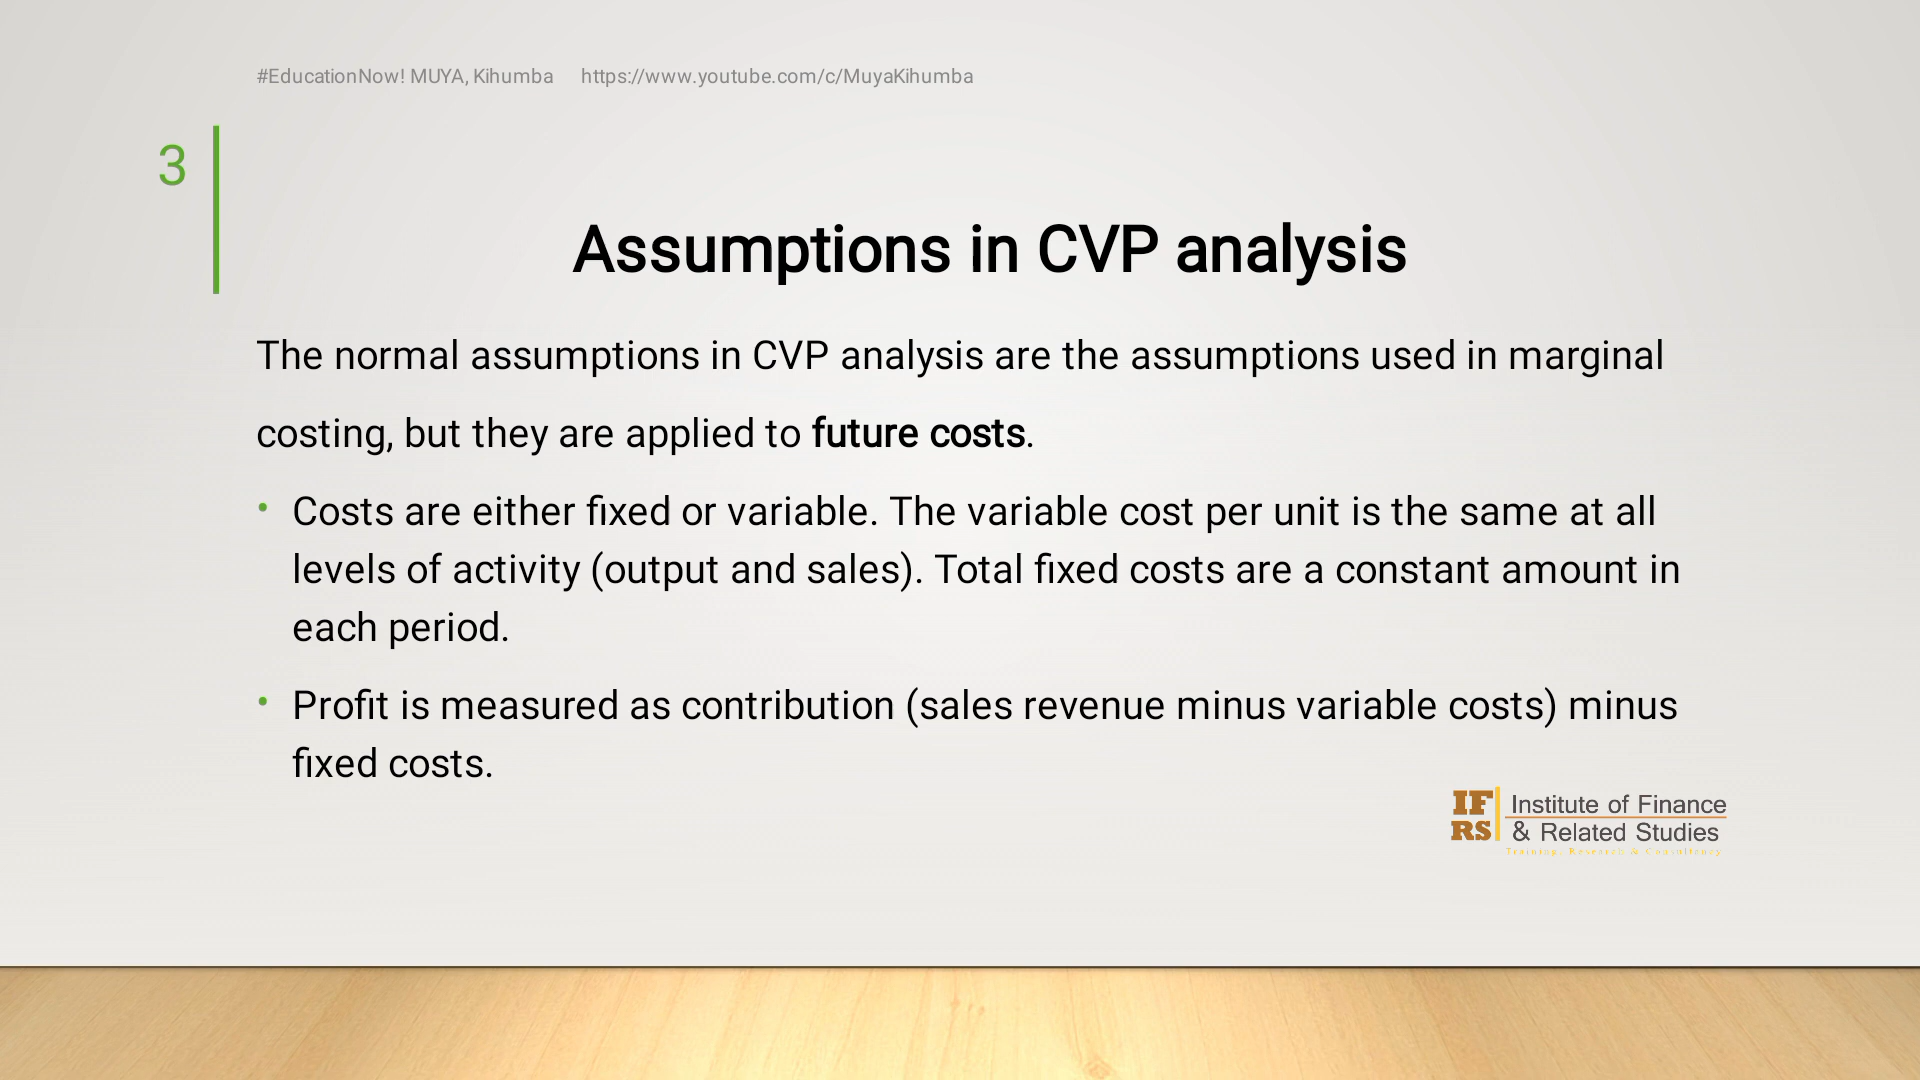 #EducationNow! MUYA, Kihumba https://www.youtube.com/c/MuyaKihumba
3
Assumptions in CVP analysis
The normal assumptions in CVP analysis are the assumptions used in marginal
costing, but they are applied to future costs.
• Costs are either fixed or variable. The variable cost per unit is the same at all
levels of activity (output and sales). Total fixed costs are a constant amount in
each period.
• Profit is measured as contribution (sales revenue minus variable costs) minus
fixed costs.
IF
RS
Institute of Finance
& Related Studies
Training, Research & Consultancy